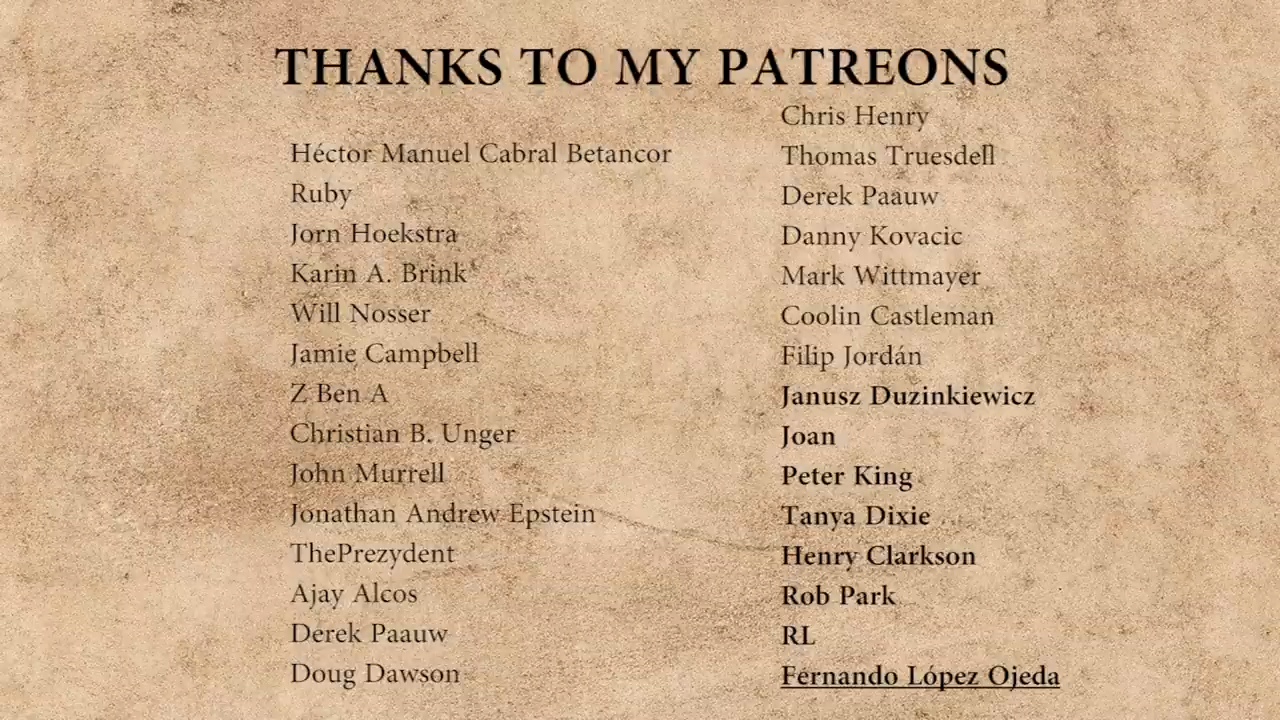 THANKS TO MY PATREONS
Héctor Manuel Cabral Betancor
Ruby
Jorn Hoekstra
Karin A. Brink
Will Nosser
Jamie Campbell
Z Ben A
Christian B. Unger
John Murrell
Jonathan Andrew Epstein
ThePrezydent
Ajay Alcos
Derek Paauw
Doug Dawson
Chris Henry
Thomas Truesdell
Derek Paauw
Danny Kovacic
Mark Wittmayer
Coolin Castleman
Filip Jordán
Janusz Duzinkiewicz
Joan
Peter King
Tanya Dixie
Henry Clarkson
Rob Park
RL
Fernando López Ojeda